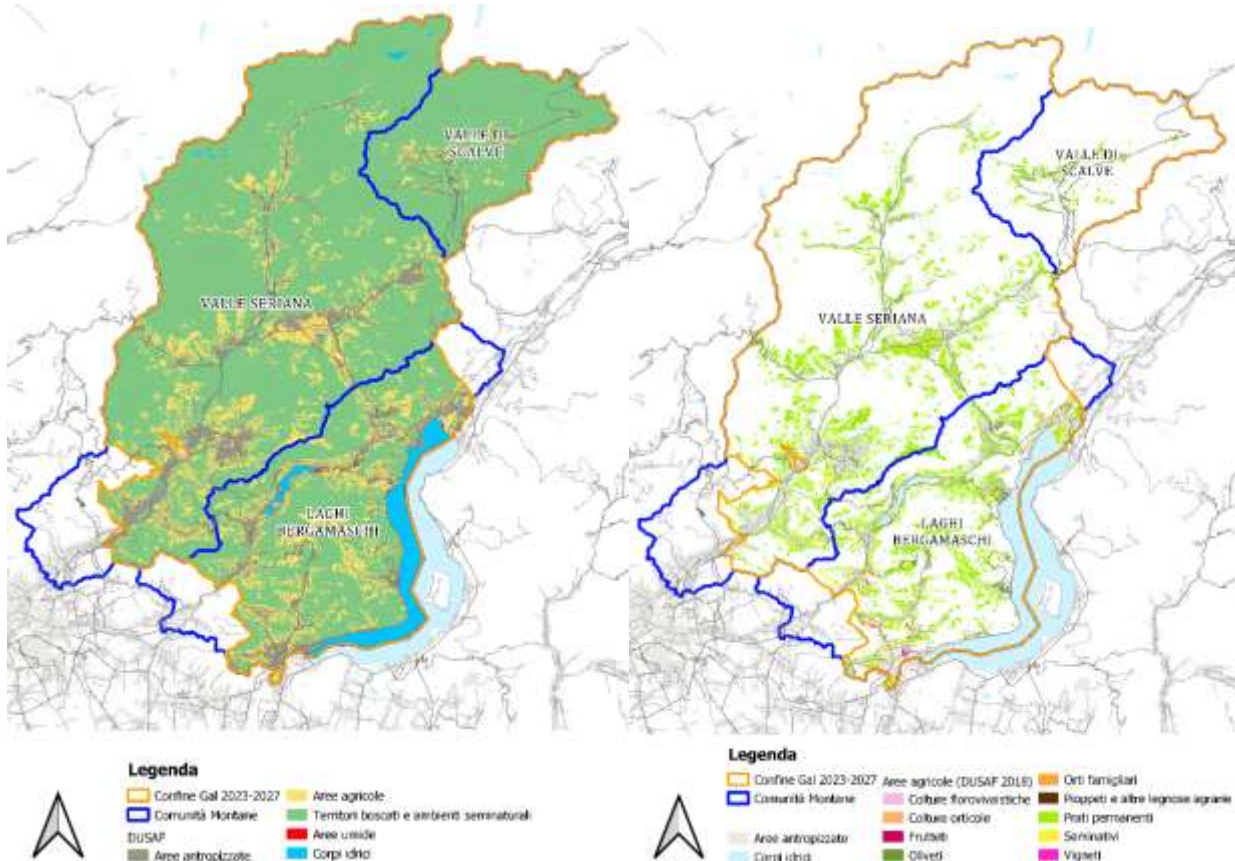 VALLE DI
SCALVE
VALLE SERIANA
LAGHI
BERGAMASCHI
Legenda
Confine Gal 2023-2027
Comunità Montane
DUSAF
Aree antropizzate
Aree agricole
Territori boscati e ambienti seminaturali
Aree umide
Corpi idrici
VALLE DI
SCALVE
VALLE SERIANA
LAGHI
BERGAMASCHI
Legenda
Confine Gal 2023-2027
Comunità Montane
Aree antropizzate
Corpi idrici
Aree agricole (DUSAF 2018)
Colture florovivaistiche
Colture orticole
Frutteti
Oliveti
Orti famigliari
Pioppeti e altre legnose agrarie
Prati permanenti
Seminativi
Vigneti